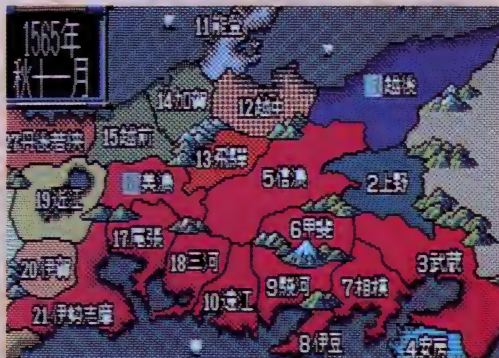 1565年
秋十一月
11能登
14加賀
12越中
越後
15越前
13飛騨
22丹後若狭
5信濃
2上野
19近江
美濃
17尾張
18三河
6甲斐
3武蔵
20伊賀
10遠江
9駿河
7相模
21伊勢志摩
8伊豆
4安房